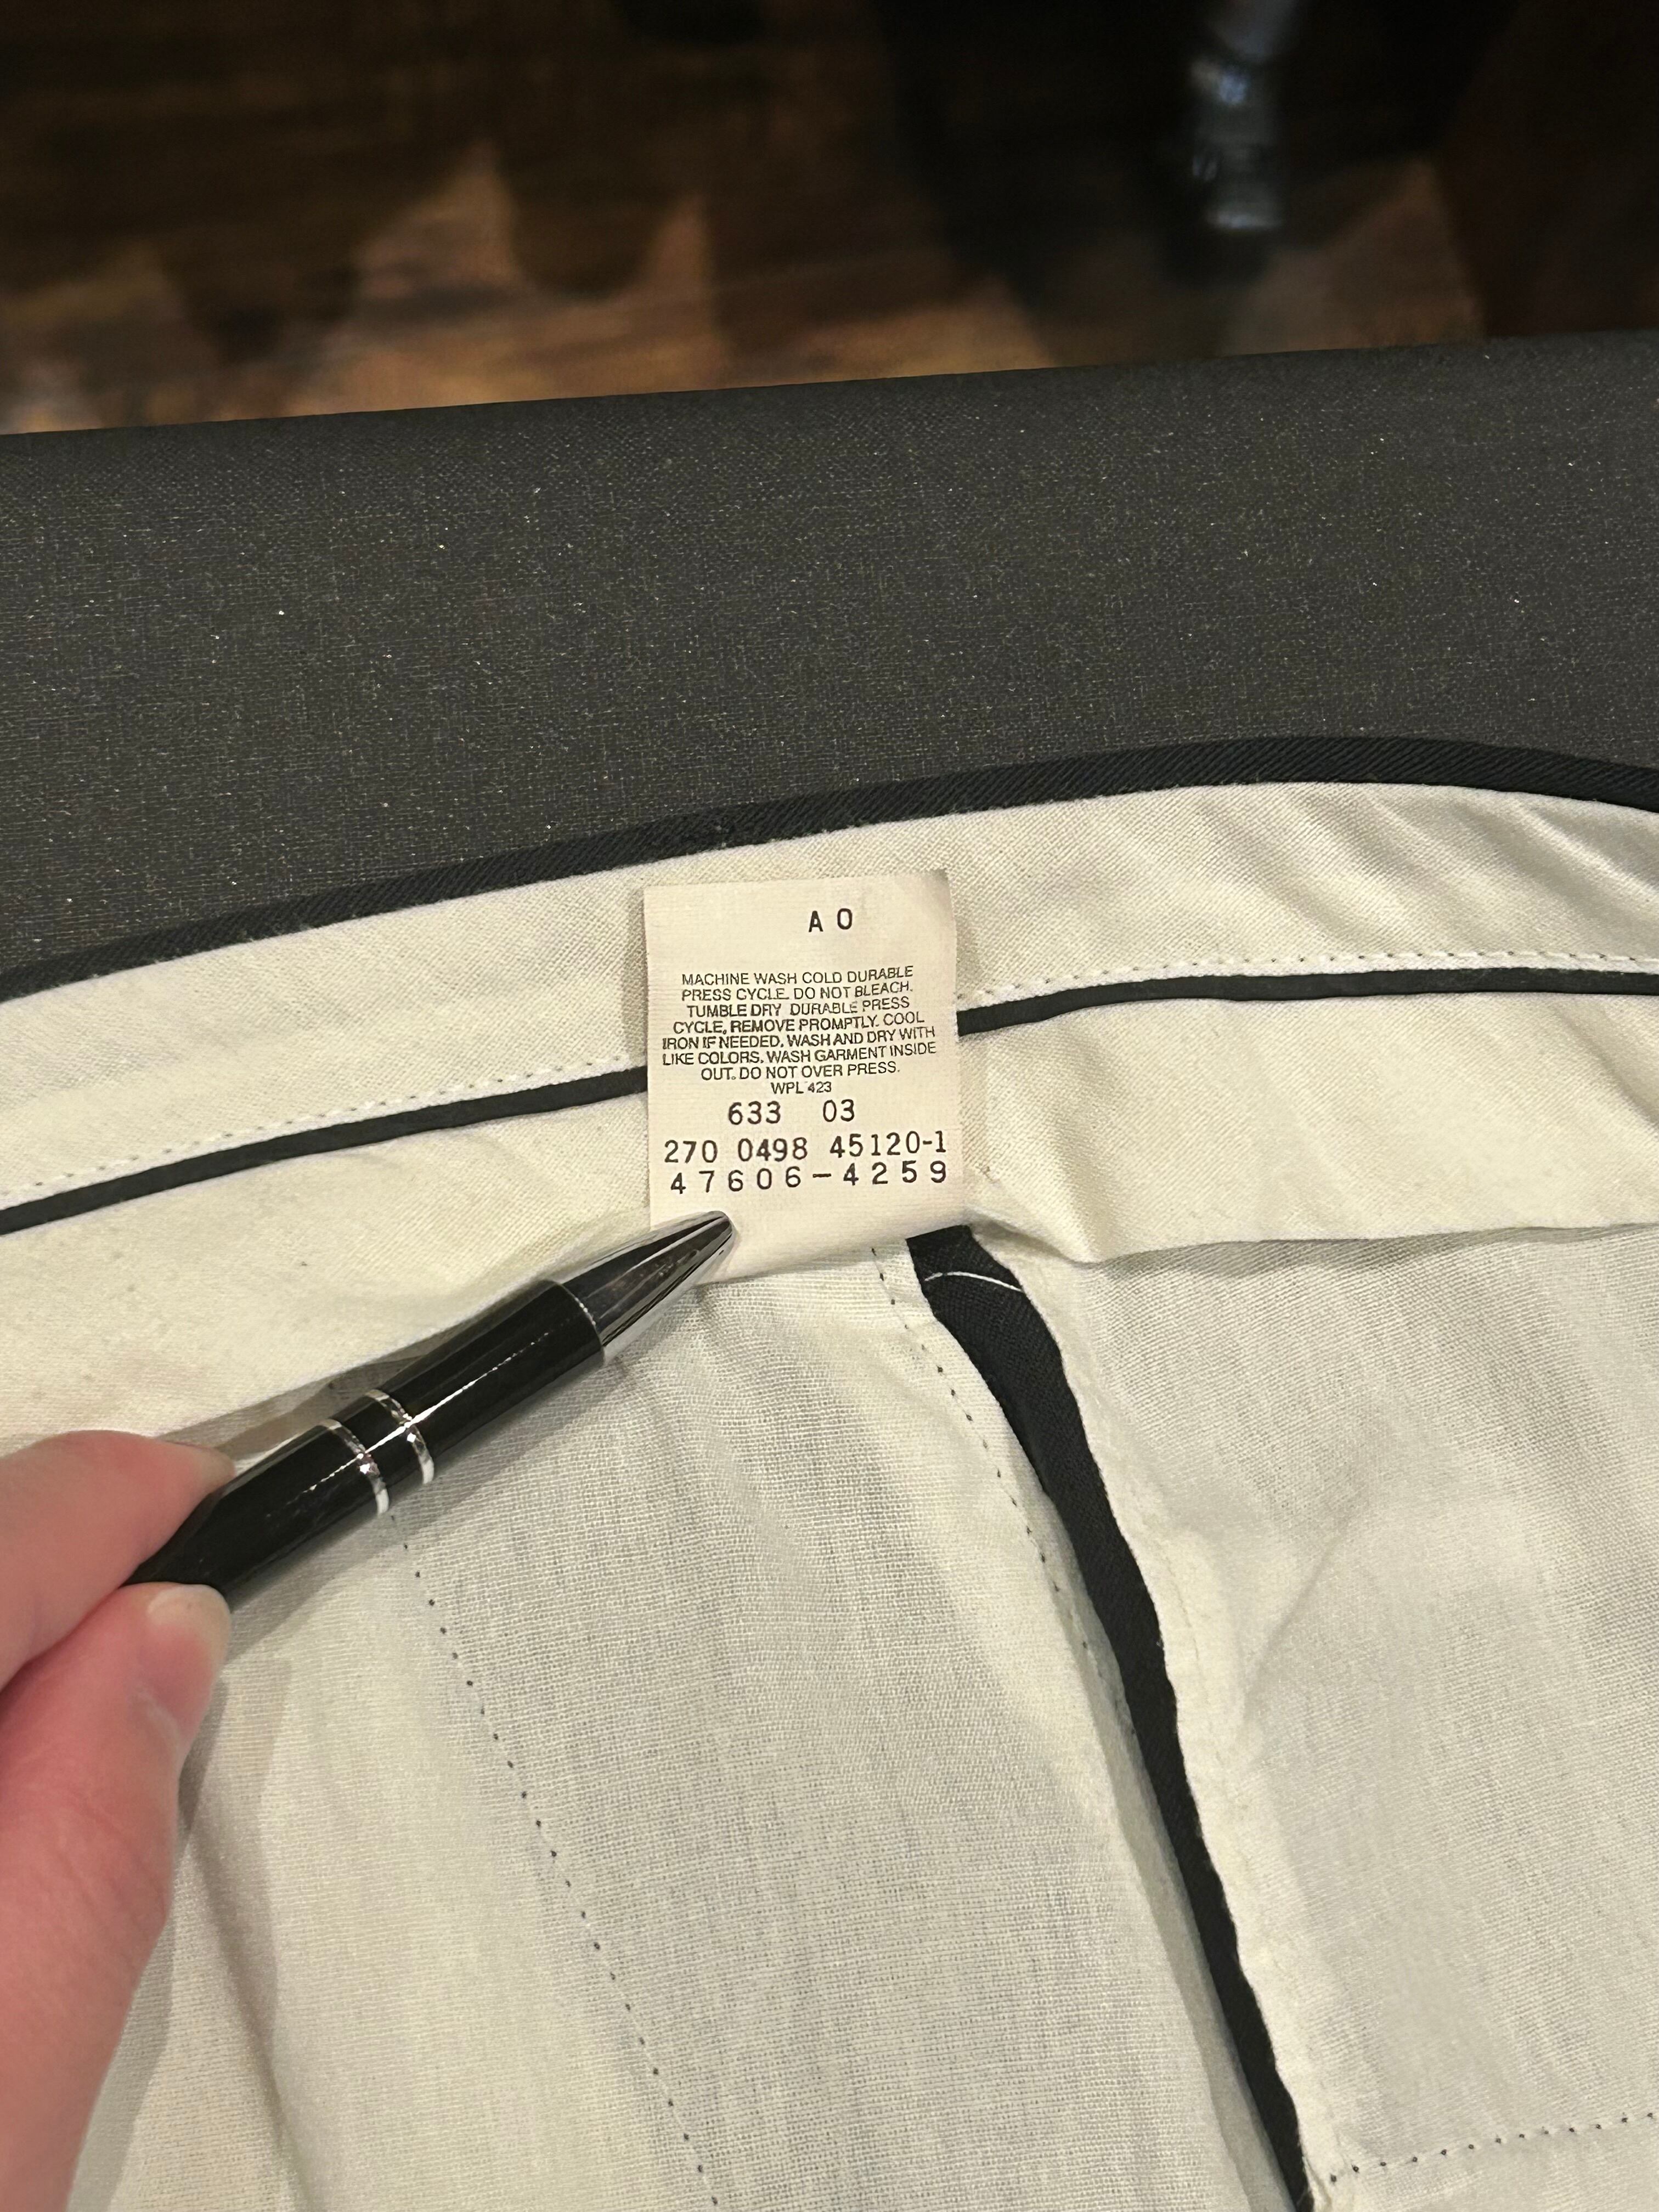 A 0
MACHINE WASH COLD DURABLE
PRESS CYCLE. DO NOT BLEACH.
TUMBLE DRY DURABLE PRESS
CYCLE, REMOVE PROMPTLY. COOL
IRON IF NEEDED. WASH AND DRY WITH
LIKE COLORS. WASH GARMENT INSIDE
OUT. DO NOT OVER PRESS.
WPL 423
633 03
270 0498 45120-1
47606-4259